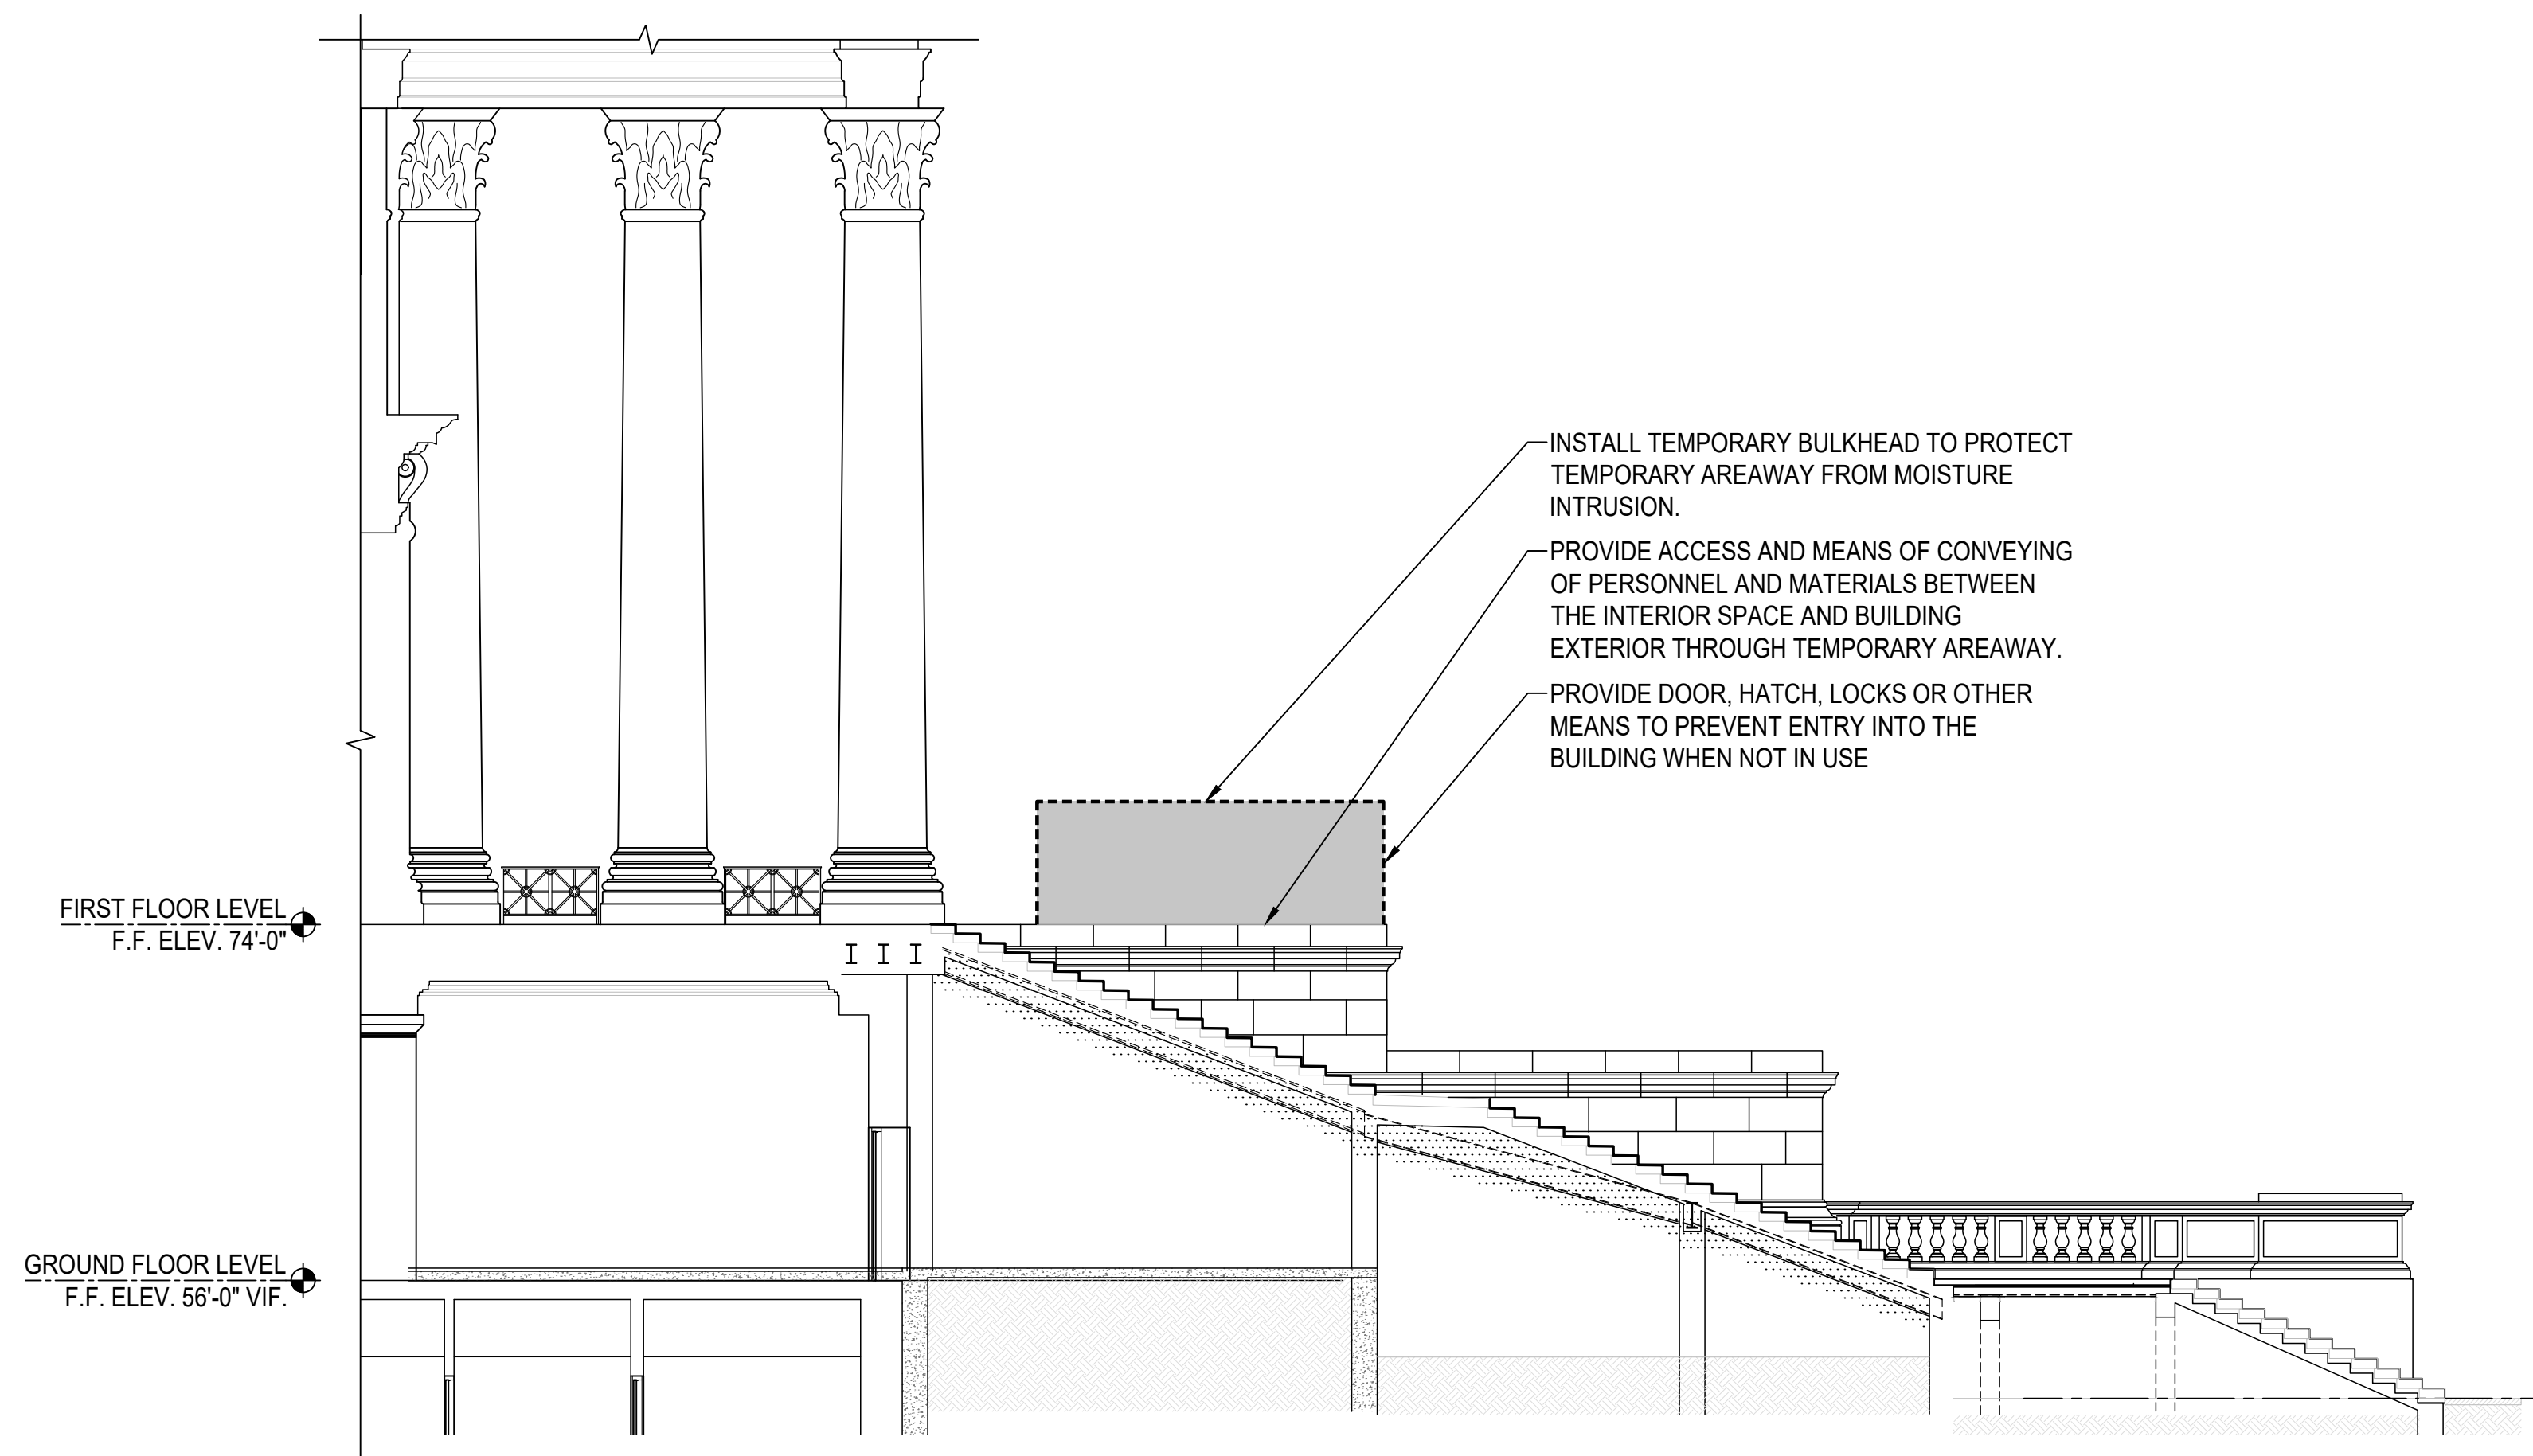 INSTALL TEMPORARY BULKHEAD TO PROTECT
TEMPORARY AREAWAY FROM MOISTURE
INTRUSION.
PROVIDE ACCESS AND MEANS OF CONVEYING
OF PERSONNEL AND MATERIALS BETWEEN
THE INTERIOR SPACE AND BUILDING
EXTERIOR THROUGH TEMPORARY AREAWAY.
PROVIDE DOOR, HATCH, LOCKS OR OTHER
MEANS TO PREVENT ENTRY INTO THE
BUILDING WHEN NOT IN USE
FIRST FLOOR LEVEL
F.F. ELEV. 74'-0"
GROUND FLOOR LEVEL
F.F. ELEV. 56'-0" VIF.